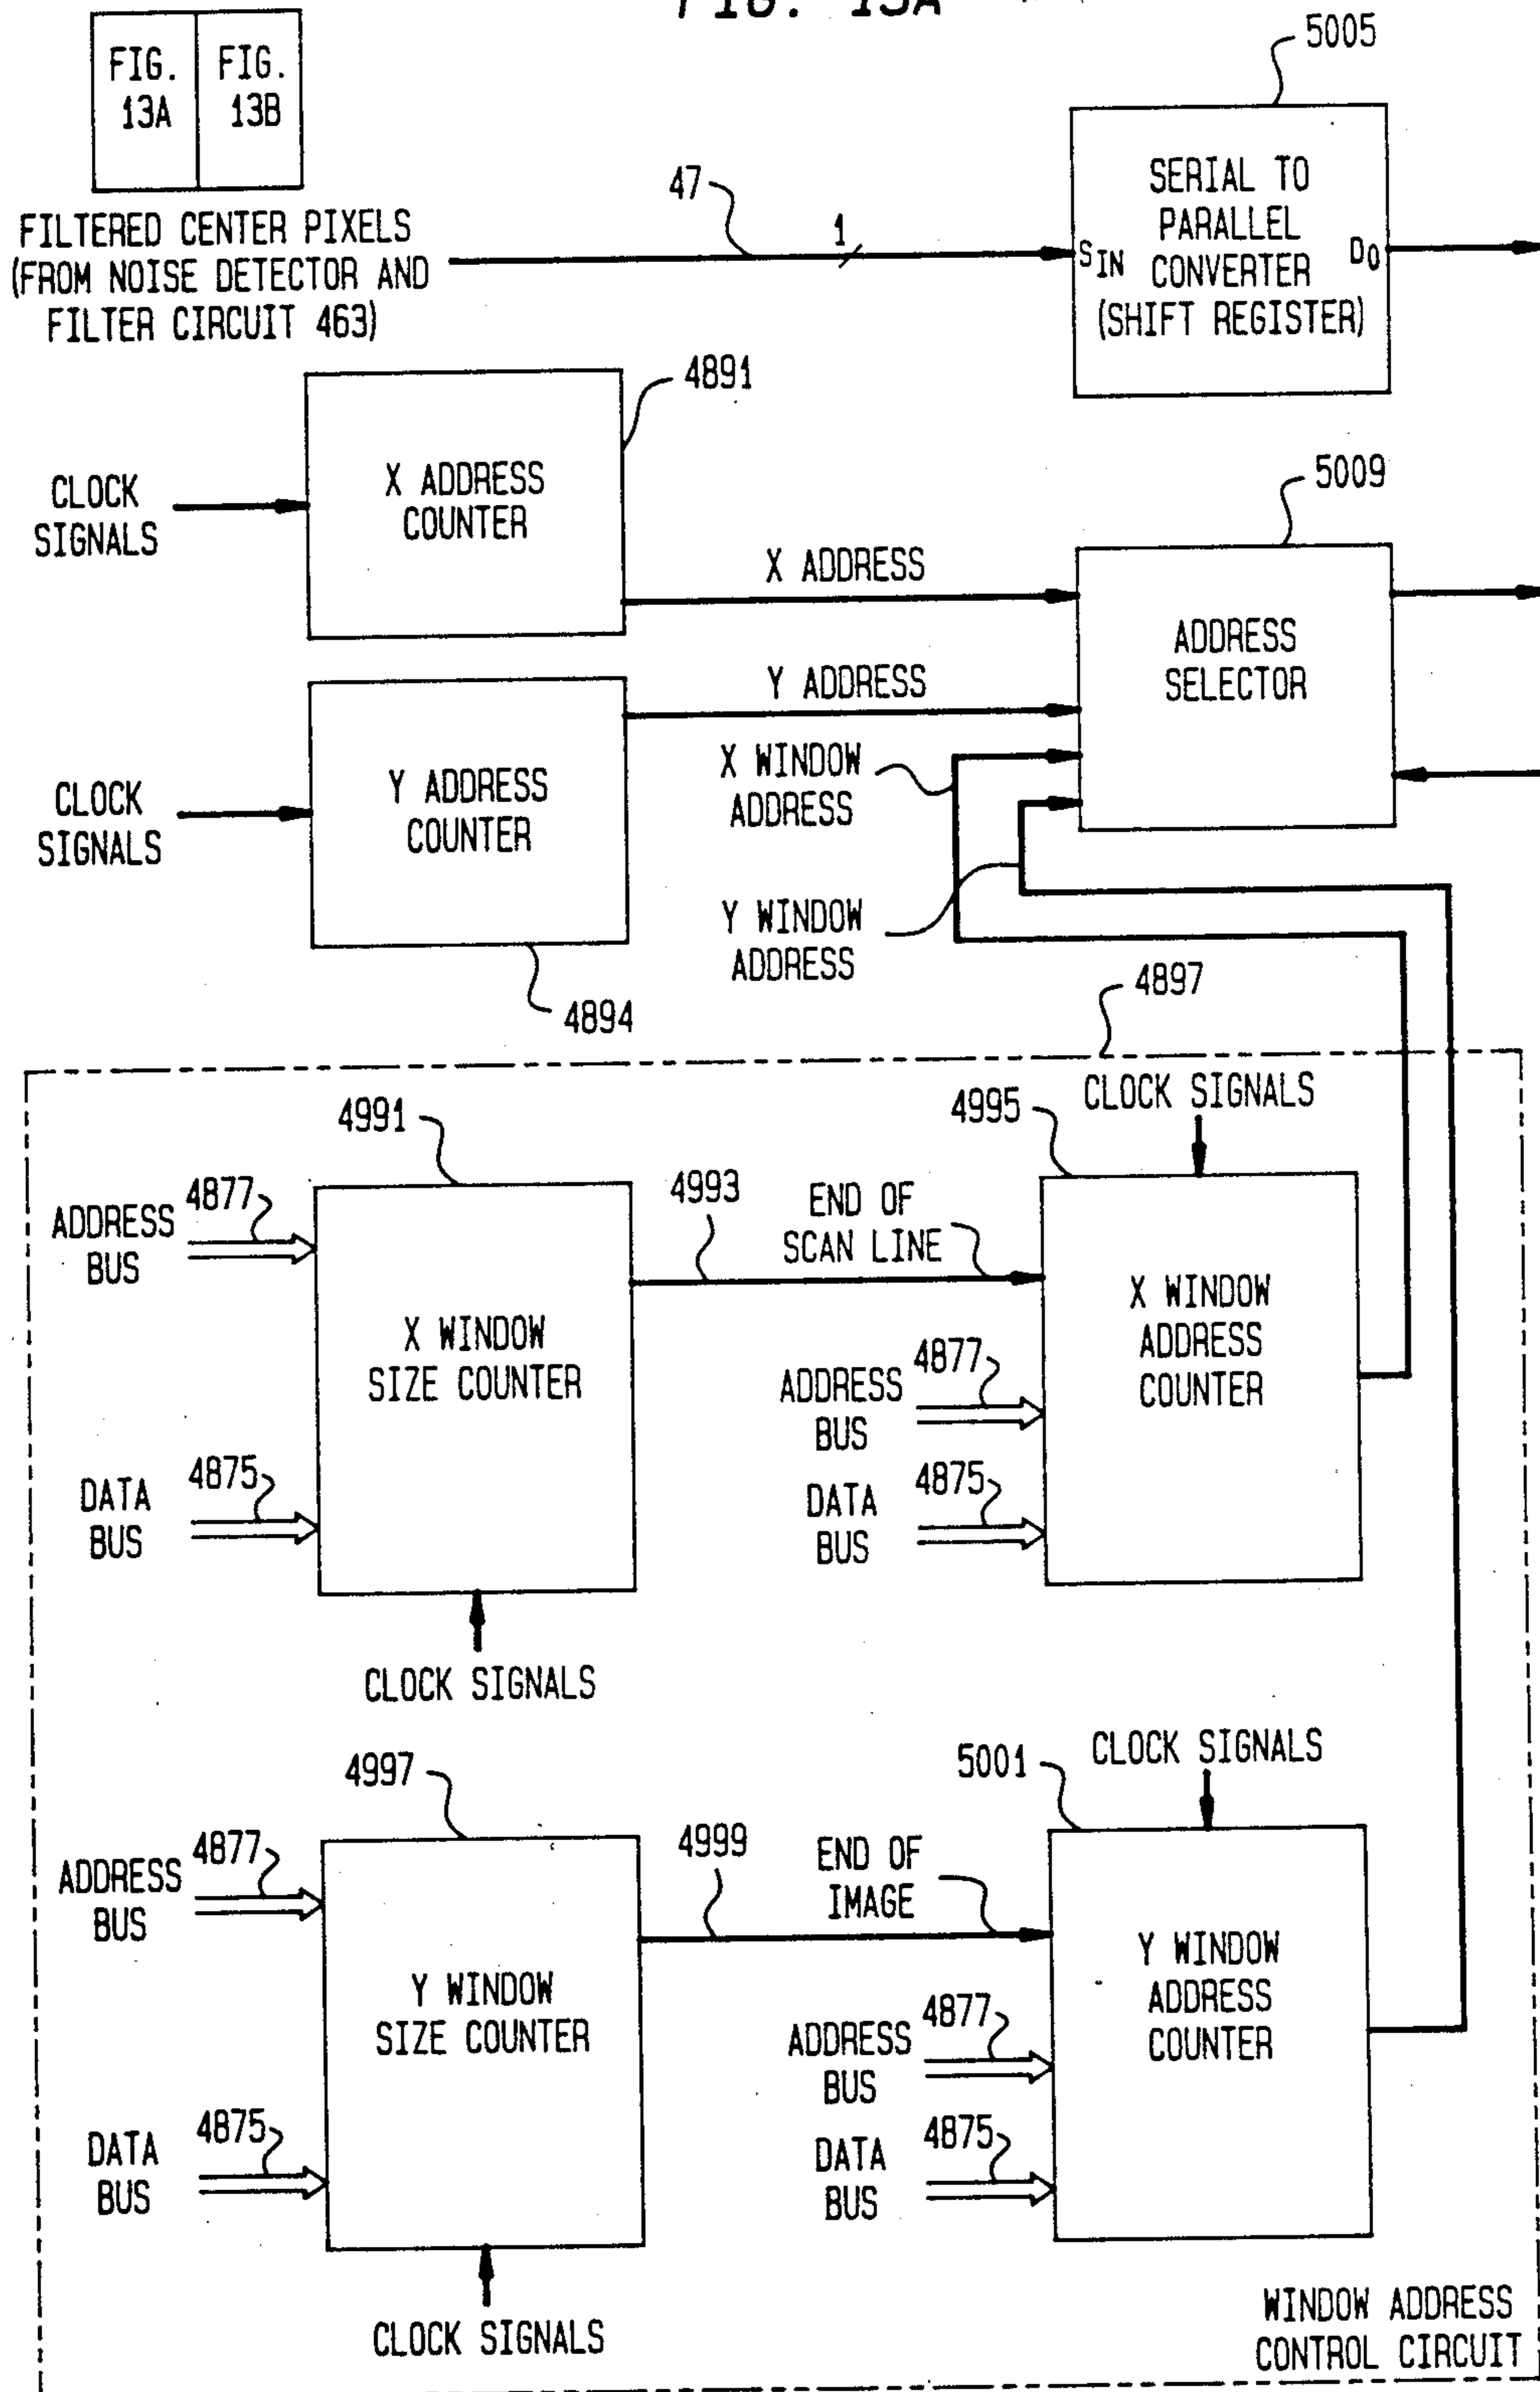 FIG. 13A
5005
FIG. 13A
FIG. 13B
FILTERED CENTER PIXELS
(FROM NOISE DETECTOR AND
FILTER CIRCUIT 463)
47
1
SERIAL TO
PARALLEL
CONVERTER
(SHIFT REGISTER)
SIN
D0
4891
CLOCK
SIGNALS
X ADDRESS
COUNTER
5009
X ADDRESS
ADDRESS
SELECTOR
Y ADDRESS
CLOCK
SIGNALS
Y ADDRESS
COUNTER
X WINDOW
ADDRESS
Y WINDOW
ADDRESS
4894
4897
4991
4995
CLOCK SIGNALS
ADDRESS
BUS
4877
4993
END OF
SCAN LINE
X WINDOW
SIZE COUNTER
X WINDOW
ADDRESS
COUNTER
ADDRESS
BUS
4877
DATA
BUS
4875
DATA
BUS
4875
CLOCK SIGNALS
4997
5001
CLOCK SIGNALS
ADDRESS
BUS
4877
4999
END OF
IMAGE
Y WINDOW
SIZE COUNTER
Y WINDOW
ADDRESS
COUNTER
ADDRESS
BUS
4877
DATA
BUS
4875
DATA
BUS
4875
CLOCK SIGNALS
WINDOW ADDRESS
CONTROL CIRCUIT